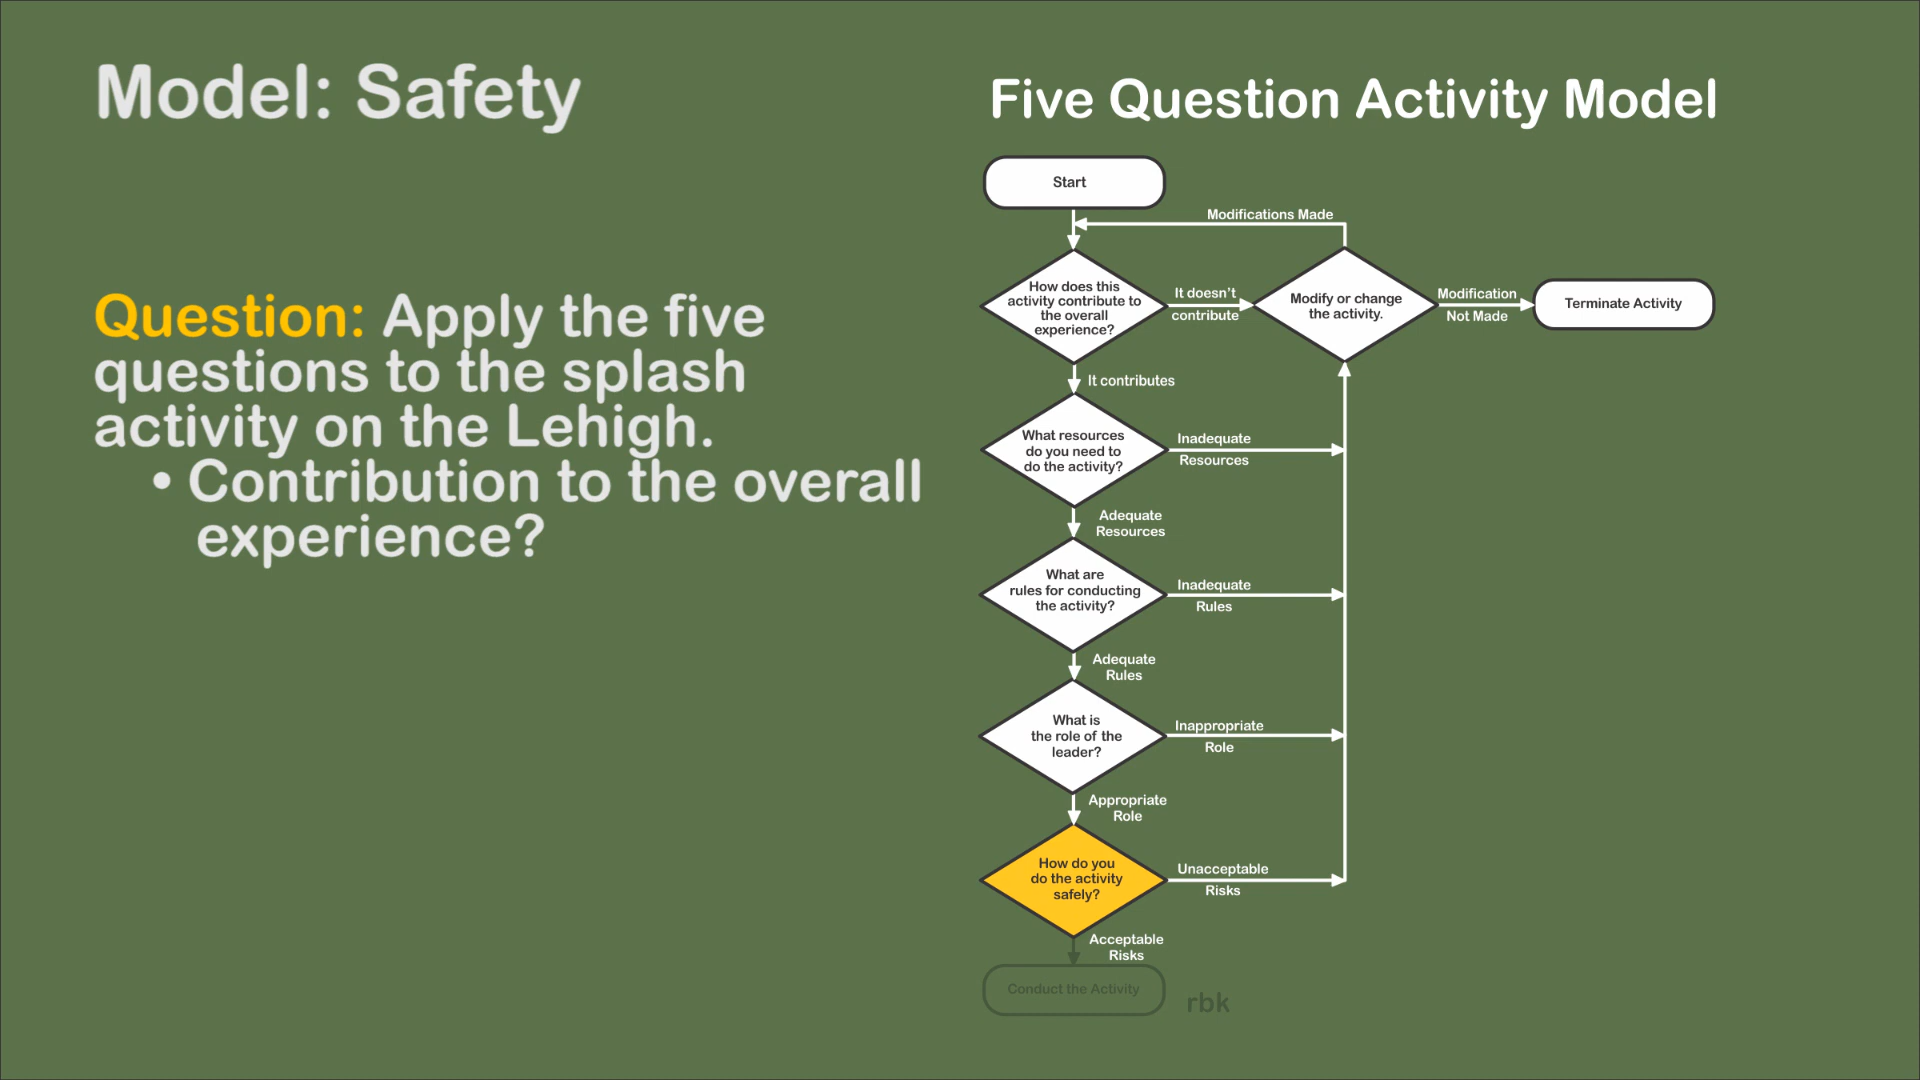 Model: Safety
Question: Apply the five
questions to the splash
activity on the Lehigh.
• Contribution to the overall
experience?
Five Question Activity Model
Start
Modifications Made
How does this
activity contribute to
the overall
experience?
It doesn't
contribute
Modify or change
the activity.
Modification
Not Made
Terminate Activity
It contributes
What resources
do you need to
do the activity?
Inadequate
Resources
Adequate
Resources
What are
rules for conducting
the activity?
Inadequate
Rules
Adequate
Rules
What is
the role of the
leader?
Inappropriate
Role
Appropriate
Role
How do you
do the activity
safely?
Unacceptable
Risks
Acceptable
Risks
Conduct the Activity
rbk